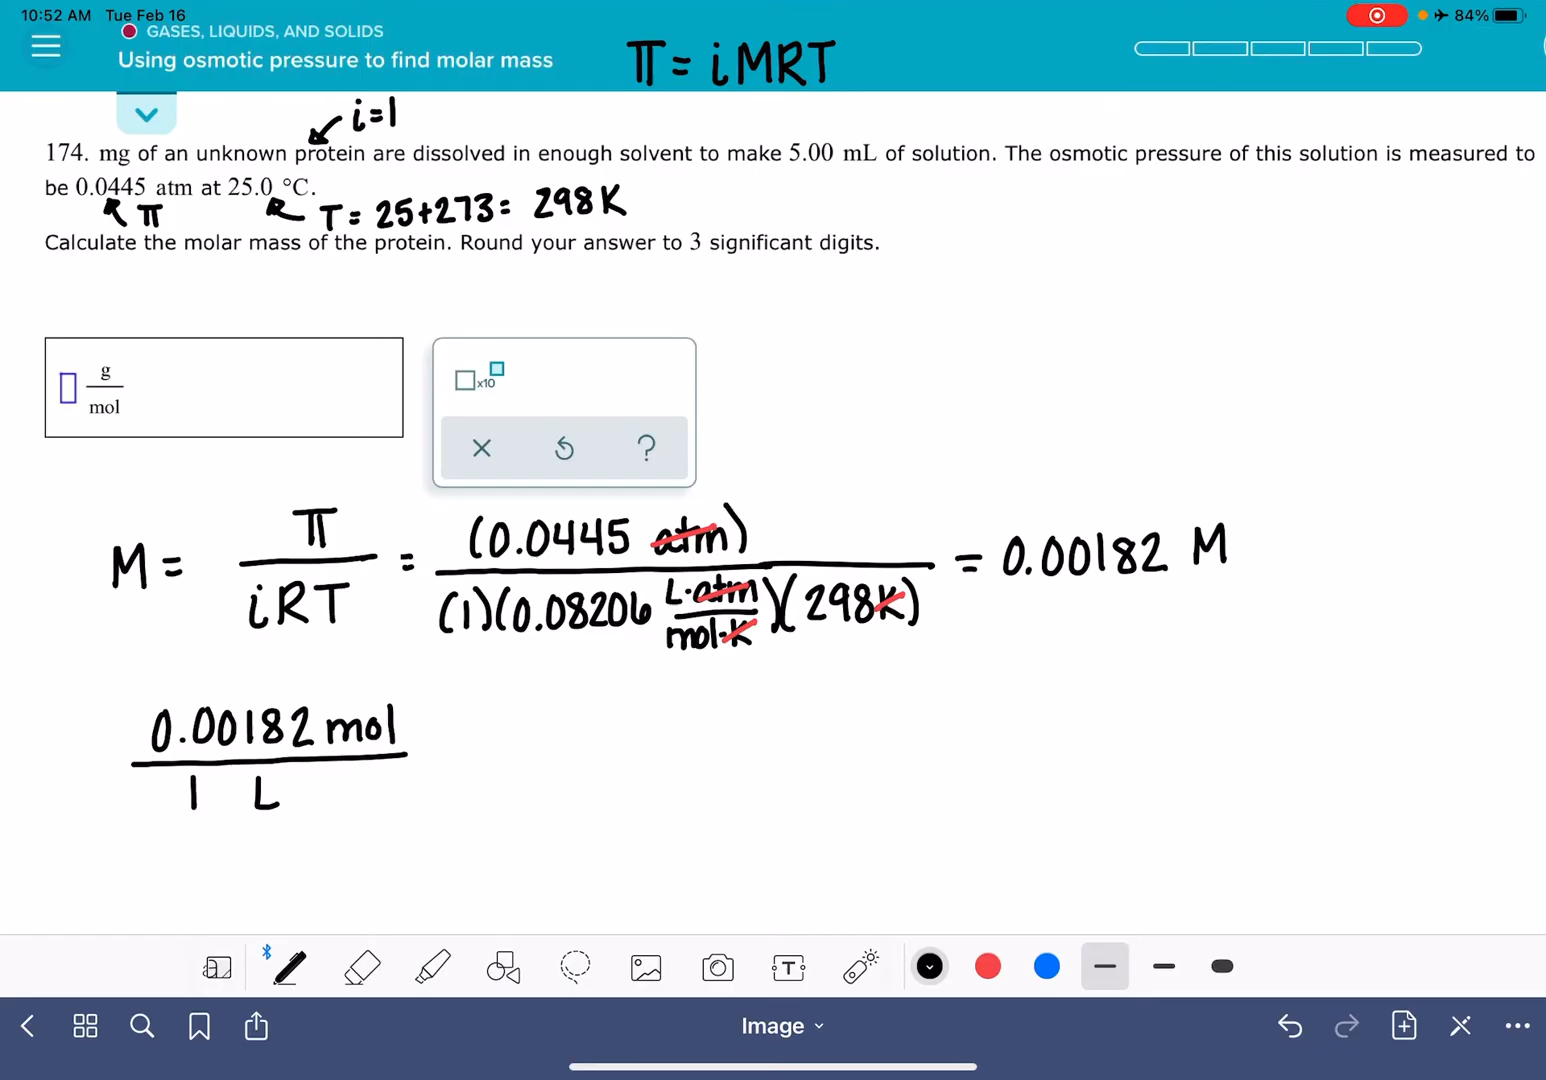 10:52 AM Tue Feb 16
84%
GASES, LIQUIDS, AND SOLIDS
Using osmotic pressure to find molar mass
π = iMRT
i=1
174. mg of an unknown protein are dissolved in enough solvent to make 5.00 mL of solution. The osmotic pressure of this solution is measured to
be 0.0445 atm at 25.0 °C.
π
T = 25+273 = 298 K
Calculate the molar mass of the protein. Round your answer to 3 significant digits.
g
mol
x10
?
π (0.0445 atm)
M = = = 0.00182 M
iRT (1)(0.08206 L·atm/mol·K)(298K)
0.00182 mol
1 L
T
Image